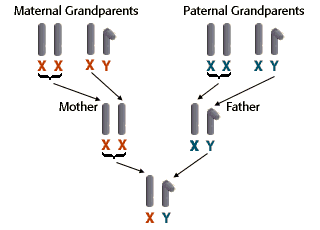 Maternal Grandparents Paternal Grandparents
X X X Y X X X Y
Mother Father
X X X Y
X Y